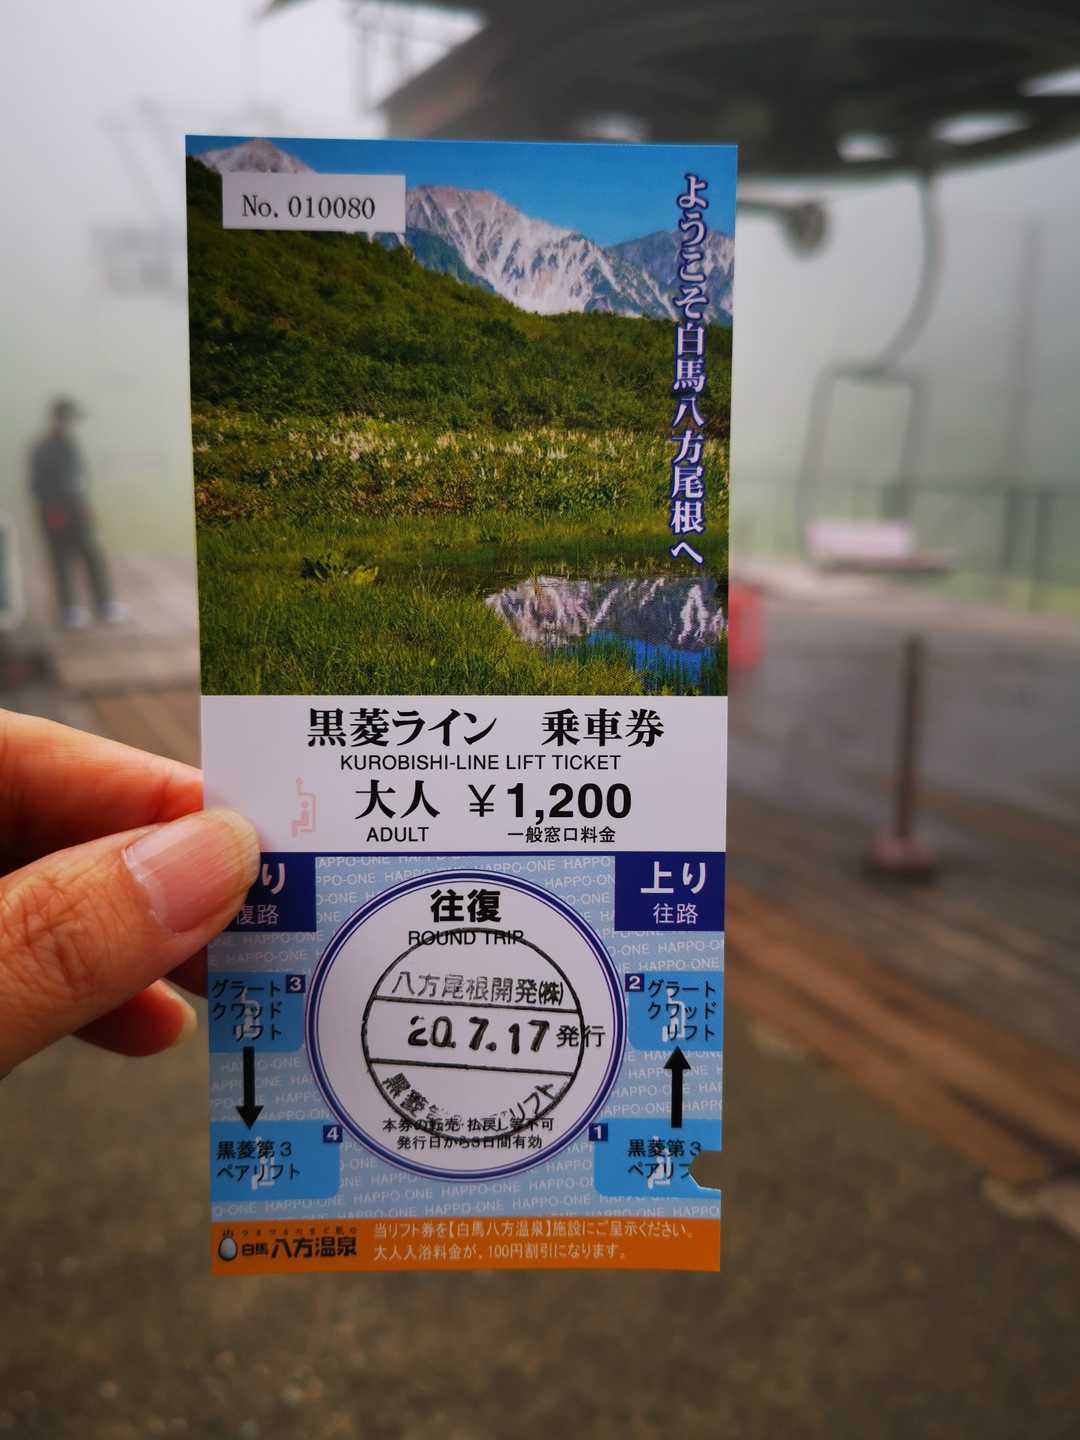 No. 010080
ようこそ白馬八方尾根へ
黒菱ライン 乗車券
KUROBISHI-LINE LIFT TICKET
大人 ￥1,200
ADULT 一般窓口料金
り
復路
上り
往路
往復
ROUND TRIP
八方尾根開発(株)
20.7.17 発行
本券の転売・払戻し等不可
発行日から3日間有効
3
グラート
クワッド
リフト
4
黒菱第3
ペアリフト
2
グラート
クワッド
リフト
1
黒菱第3
ペアリフ
HAPPO-ONE HAPPO-ONE HAPPO-ONE
白馬八方温泉
当リフト券を【白馬八方温泉】施設にご呈示ください。
大人入浴料金が、100円割引になります。